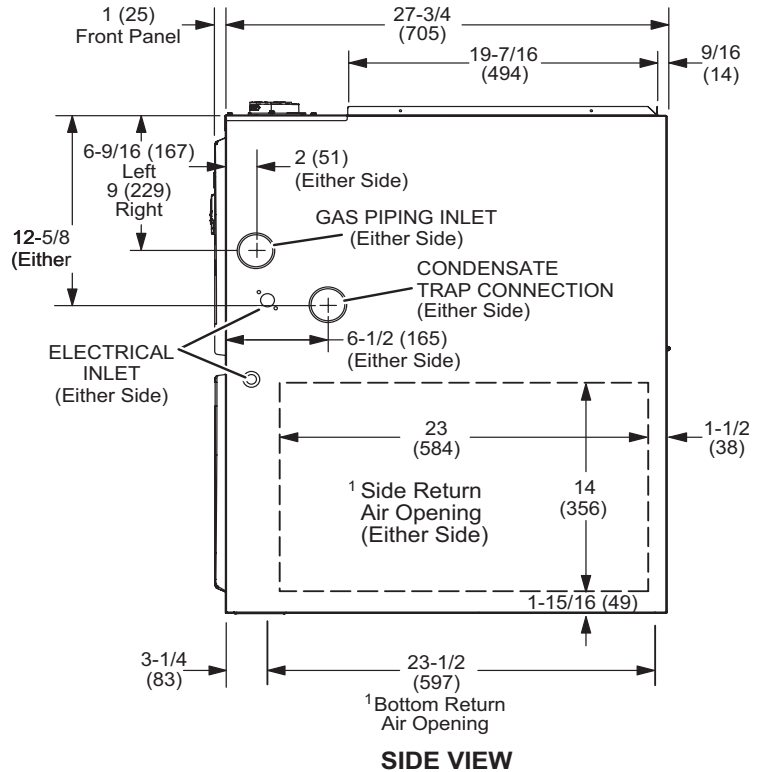 1 (25)
Front Panel
27-3/4
(705)
19-7/16
(494)
9/16
(14)
6-9/16 (167)
Left
9 (229)
Right
2 (51)
(Either Side)
GAS PIPING INLET
(Either Side)
12-5/8
(Either
CONDENSATE
TRAP CONNECTION
(Either Side)
6-1/2 (165)
(Either Side)
ELECTRICAL
INLET
(Either Side)
23
(584)
1-1/2
(38)
1 Side Return
Air Opening
(Either Side)
14
(356)
1-15/16 (49)
3-1/4
(83)
23-1/2
(597)
1 Bottom Return
Air Opening
SIDE VIEW